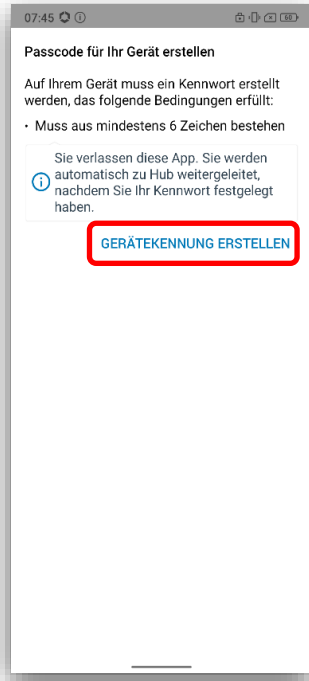 07:45
60
Passcode für Ihr Gerät erstellen
Auf Ihrem Gerät muss ein Kennwort erstellt
werden, das folgende Bedingungen erfüllt:
• Muss aus mindestens 6 Zeichen bestehen
Sie verlassen diese App. Sie werden
automatisch zu Hub weitergeleitet,
nachdem Sie Ihr Kennwort festgelegt
haben.
GERÄTEKENNUNG ERSTELLEN